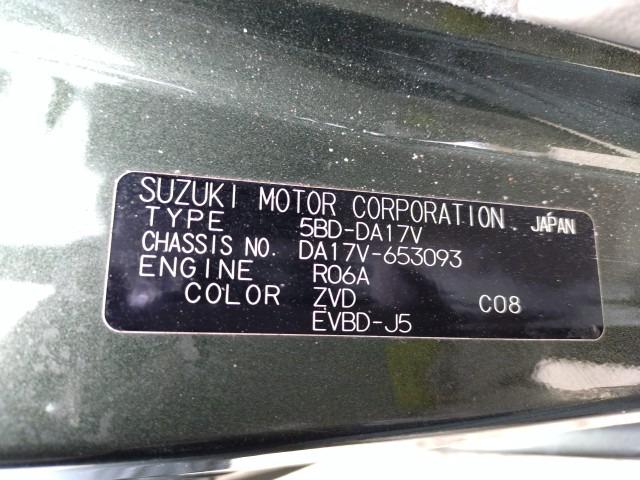 SUZUKI MOTOR CORPORATION. JAPAN
TYPE 5BD-DA17V
CHASSIS NO. DA17V-653093
ENGINE R06A
COLOR ZVD C08
EVBD-J5